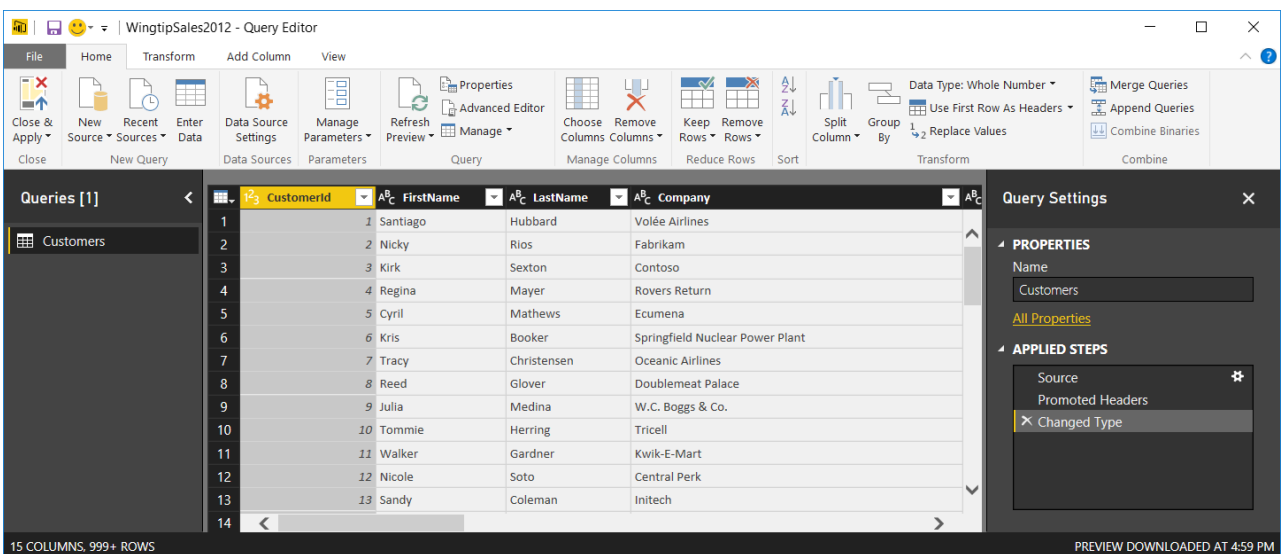 WingtipSales2012 - Query Editor
File Home Transform Add Column View
Close & Apply
New Source
Recent Sources
Enter Data
Data Source Settings
Manage Parameters
Refresh Preview
Properties
Advanced Editor
Manage
Choose Columns
Remove Columns
Keep Rows
Remove Rows
Split Column
Group By
Data Type: Whole Number
Use First Row As Headers
Replace Values
Merge Queries
Append Queries
Combine Binaries
Close New Query Data Sources Parameters Query Manage Columns Reduce Rows Sort Transform Combine
Queries [1]
Customers
CustomerId FirstName LastName Company
1 1 Santiago Hubbard Volée Airlines
2 2 Nicky Rios Fabrikam
3 3 Kirk Sexton Contoso
4 4 Regina Mayer Rovers Return
5 5 Cyril Mathews Ecumena
6 6 Kris Booker Springfield Nuclear Power Plant
7 7 Tracy Christensen Oceanic Airlines
8 8 Reed Glover Doublemeat Palace
9 9 Julia Medina W.C. Boggs & Co.
10 10 Tommie Herring Tricell
11 11 Walker Gardner Kwik-E-Mart
12 12 Nicole Soto Central Perk
13 13 Sandy Coleman Initech
14
Query Settings
PROPERTIES
Name
Customers
All Properties
APPLIED STEPS
Source
Promoted Headers
Changed Type
15 COLUMNS, 999+ ROWS
PREVIEW DOWNLOADED AT 4:59 PM